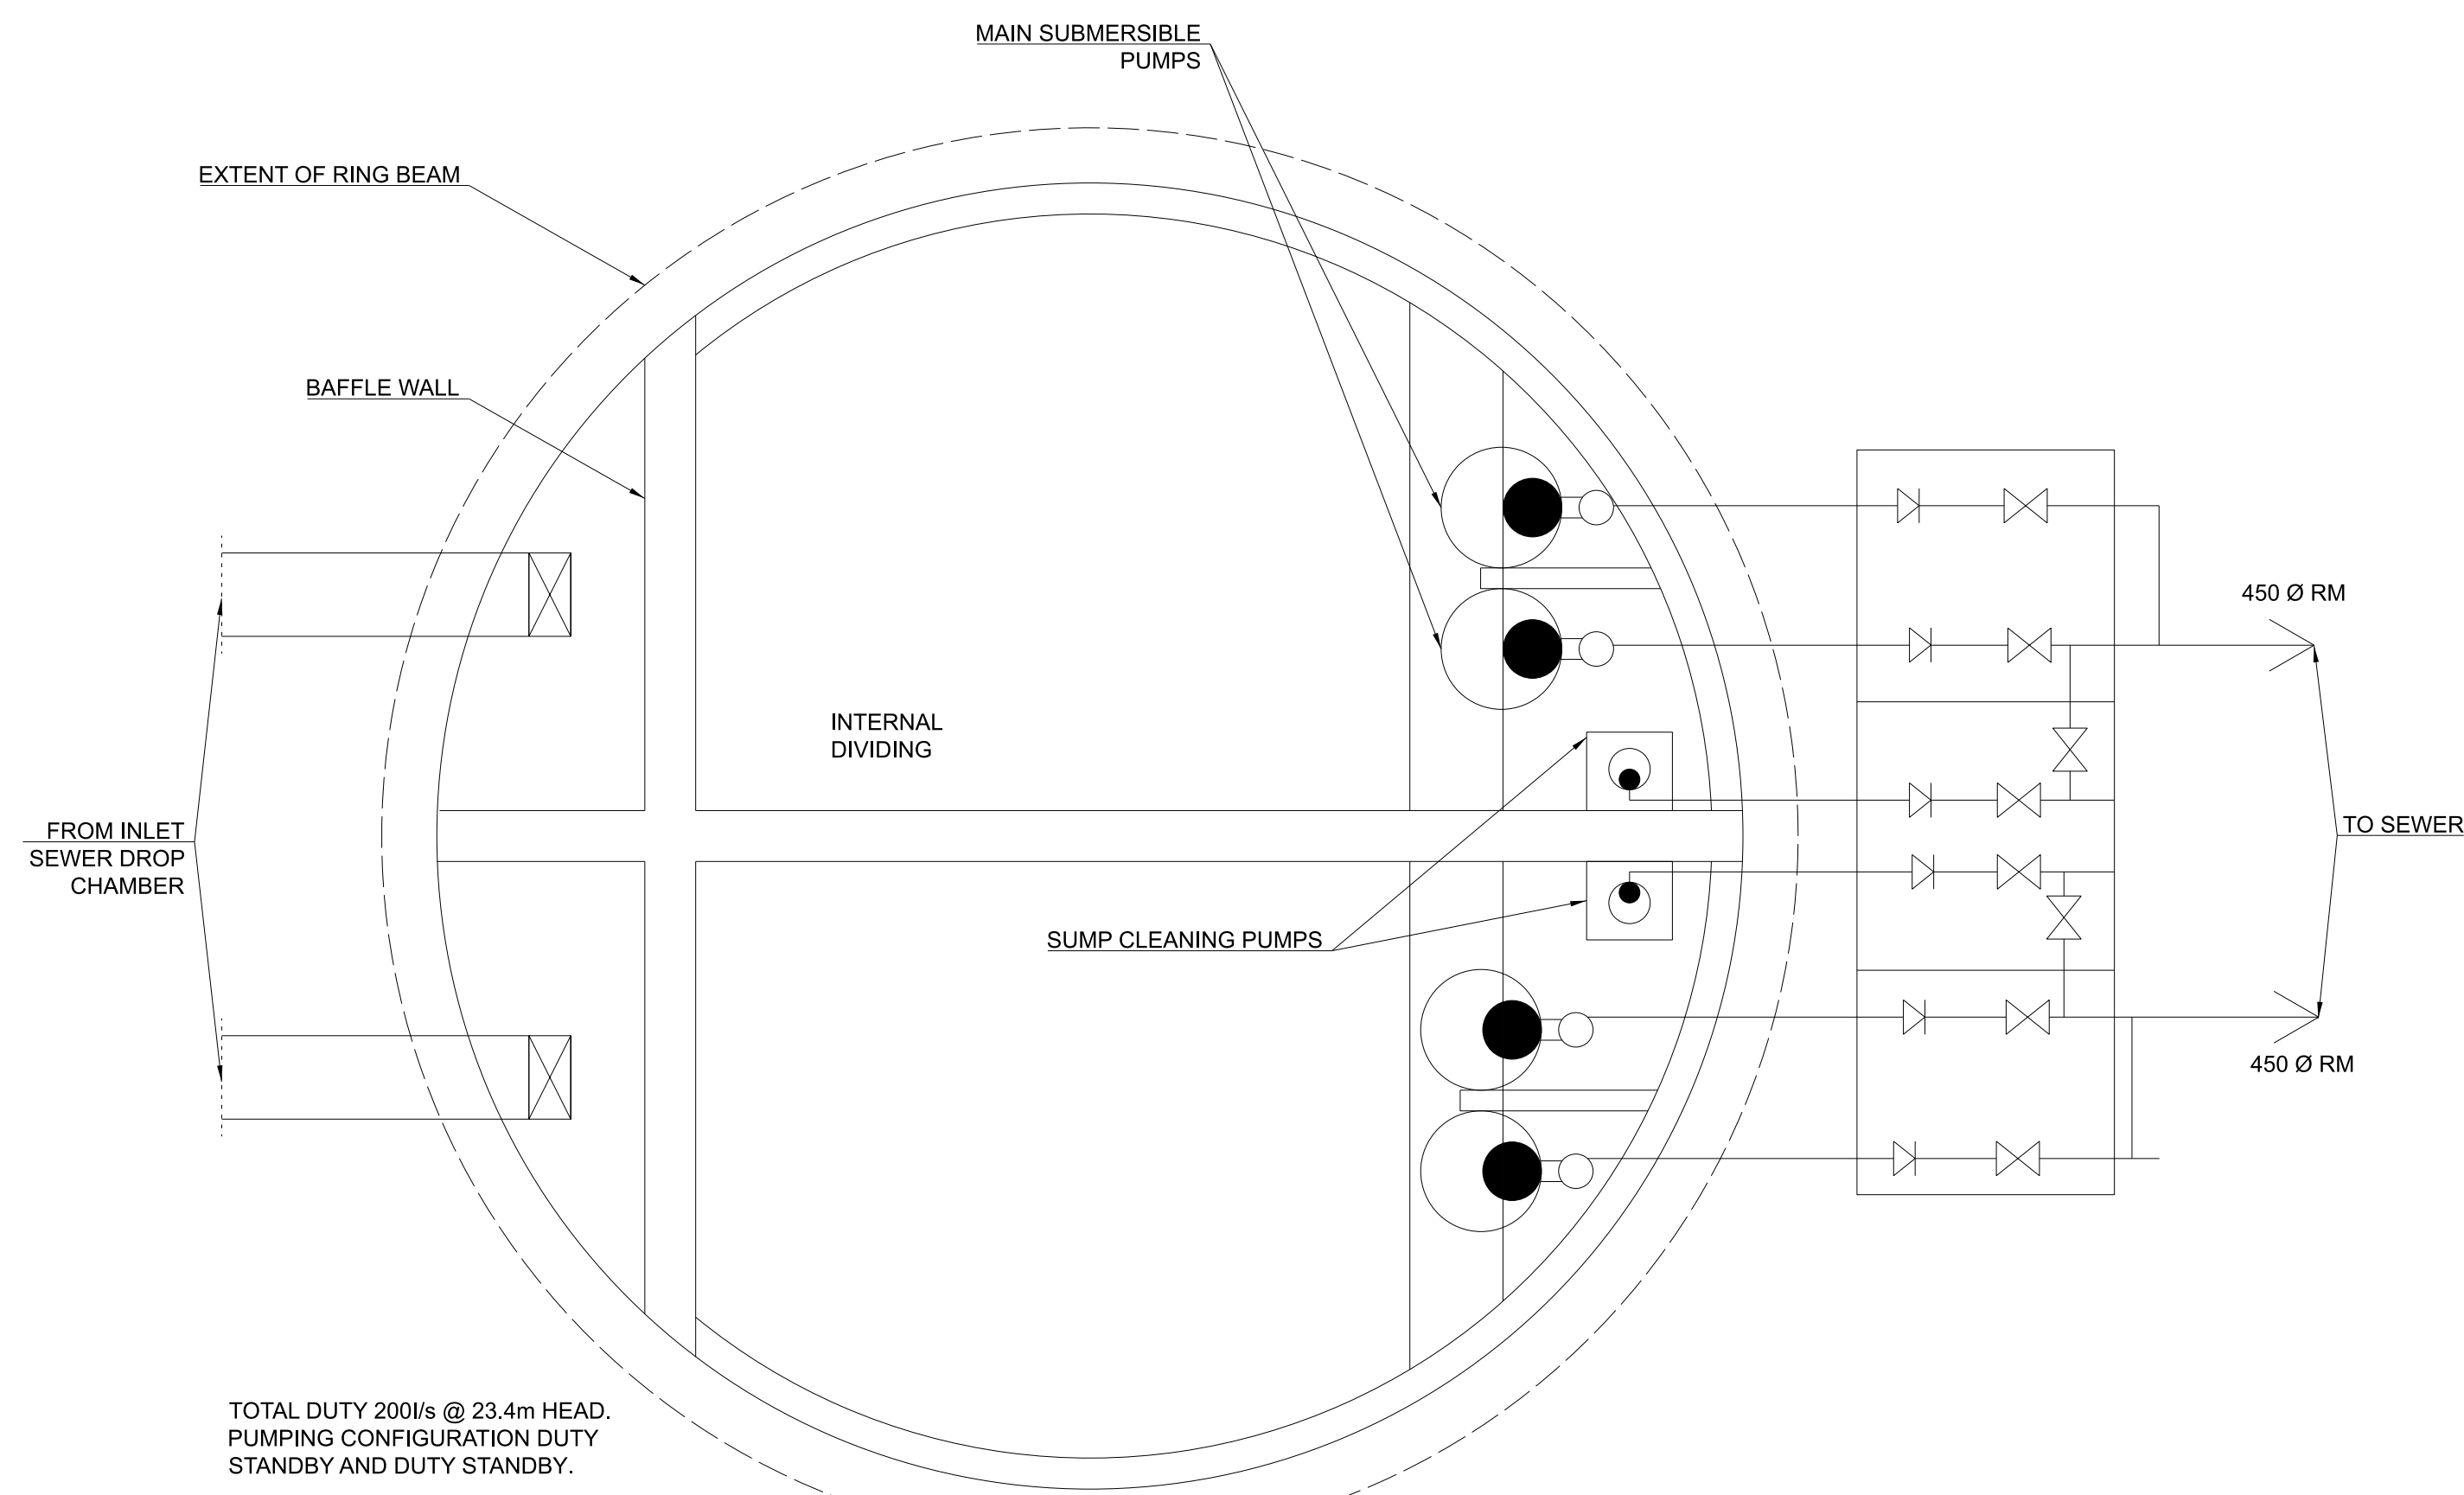 MAIN SUBMERSIBLE
PUMPS
EXTENT OF RING BEAM
BAFFLE WALL
450 Ø RM
INTERNAL
DIVIDING
FROM INLET
SEWER DROP
CHAMBER
TO SEWER
SUMP CLEANING PUMPS
450 Ø RM
TOTAL DUTY 200l/s @ 23.4m HEAD.
PUMPING CONFIGURATION DUTY
STANDBY AND DUTY STANDBY.